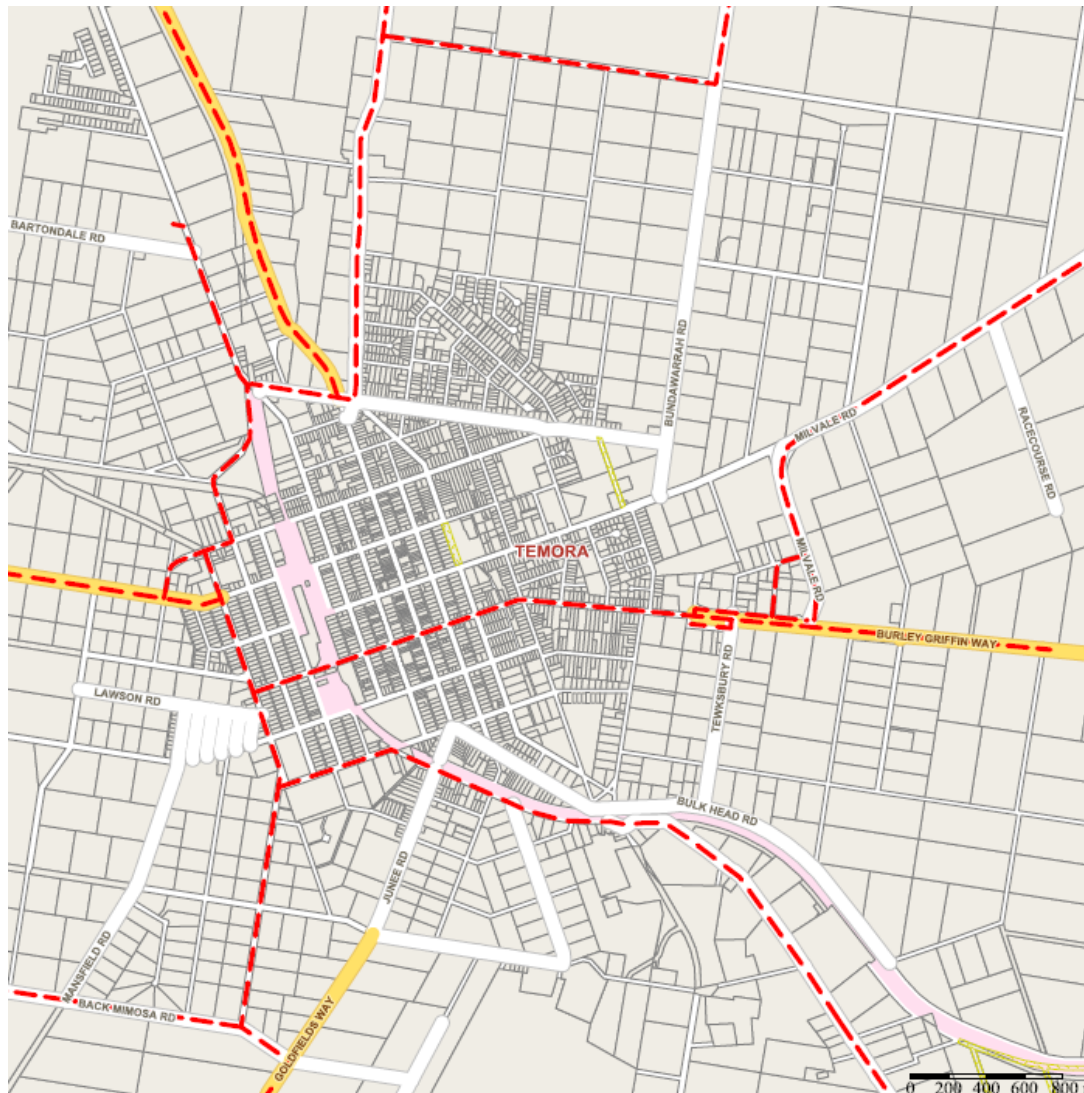 BARTONDALE RD
BUNDAWARRAH RD
MILVALE RD
RACECOURSE RD
TEMORA
MILVALE RD
BURLEY GRIFFIN WAY
TEWKSBURY RD
LAWSON RD
BULK HEAD RD
JUNEE RD
MANSFIELD RD
BACK MIMOSA RD
GOLDFIELDS WAY
0 200 400 600 800